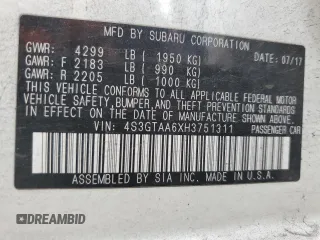 MFD BY SUBARU CORPORATION
GVWR: 4299 LB ( 1950 KG) DATE: 07/17
GAWR: F 2183 LB ( 990 KG)
GAWR: R 2205 LB ( 1000 KG)
THIS VEHICLE CONFORMS TO ALL APPLICABLE FEDERAL MOTOR
VEHICLE SAFETY, BUMPER, AND THEFT PREVENTION STANDARDS
IN EFFECT ON THE DATE OF MANUFACTURE SHOWN ABOVE.
VIN: 4S3GTAA6XH3751311 PASSENGER CAR
ASSEMBLED BY SIA INC. IN U.S.A.
DREAMBID